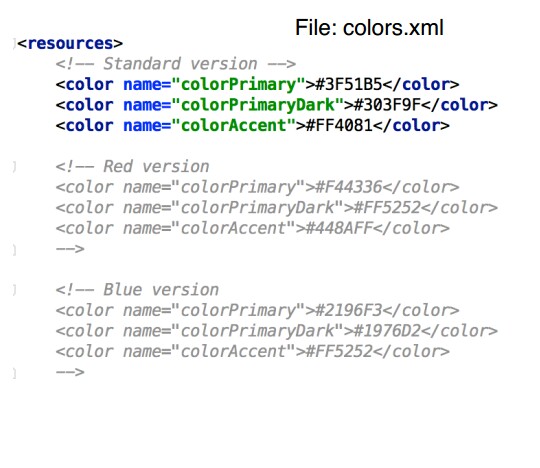 File: colors.xml
<resources>
<!-- Standard version -->
<color name="colorPrimary">#3F51B5</color>
<color name="colorPrimaryDark">#303F9F</color>
<color name="colorAccent">#FF4081</color>
<!-- Red version
<color name="colorPrimary">#F44336</color>
<color name="colorPrimaryDark">#FF5252</color>
<color name="colorAccent">#448AFF</color>
-->
<!-- Blue version
<color name="colorPrimary">#2196F3</color>
<color name="colorPrimaryDark">#1976D2</color>
<color name="colorAccent">#FF5252</color>
-->